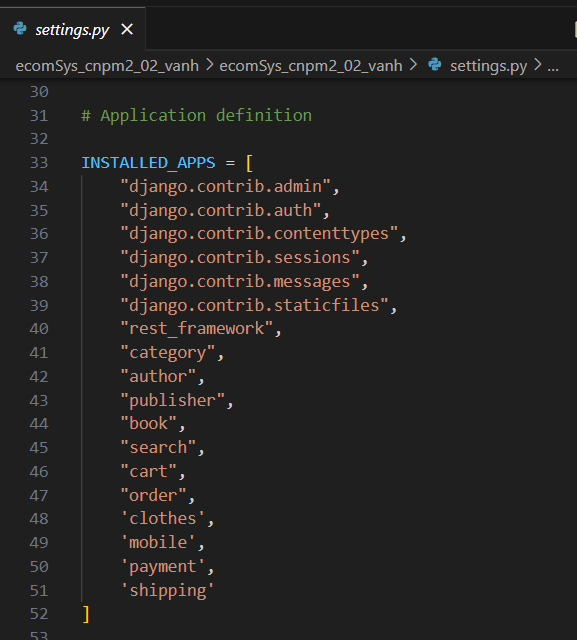 settings.py
ecomSys_cnpm2_02_vanh > ecomSys_cnpm2_02_vanh > settings.py > ...
30
31 # Application definition
32
33 INSTALLED_APPS = [
34     "django.contrib.admin",
35     "django.contrib.auth",
36     "django.contrib.contenttypes",
37     "django.contrib.sessions",
38     "django.contrib.messages",
39     "django.contrib.staticfiles",
40     "rest_framework",
41     "category",
42     "author",
43     "publisher",
44     "book",
45     "search",
46     "cart",
47     "order",
48     'clothes',
49     'mobile',
50     'payment',
51     'shipping'
52 ]
53